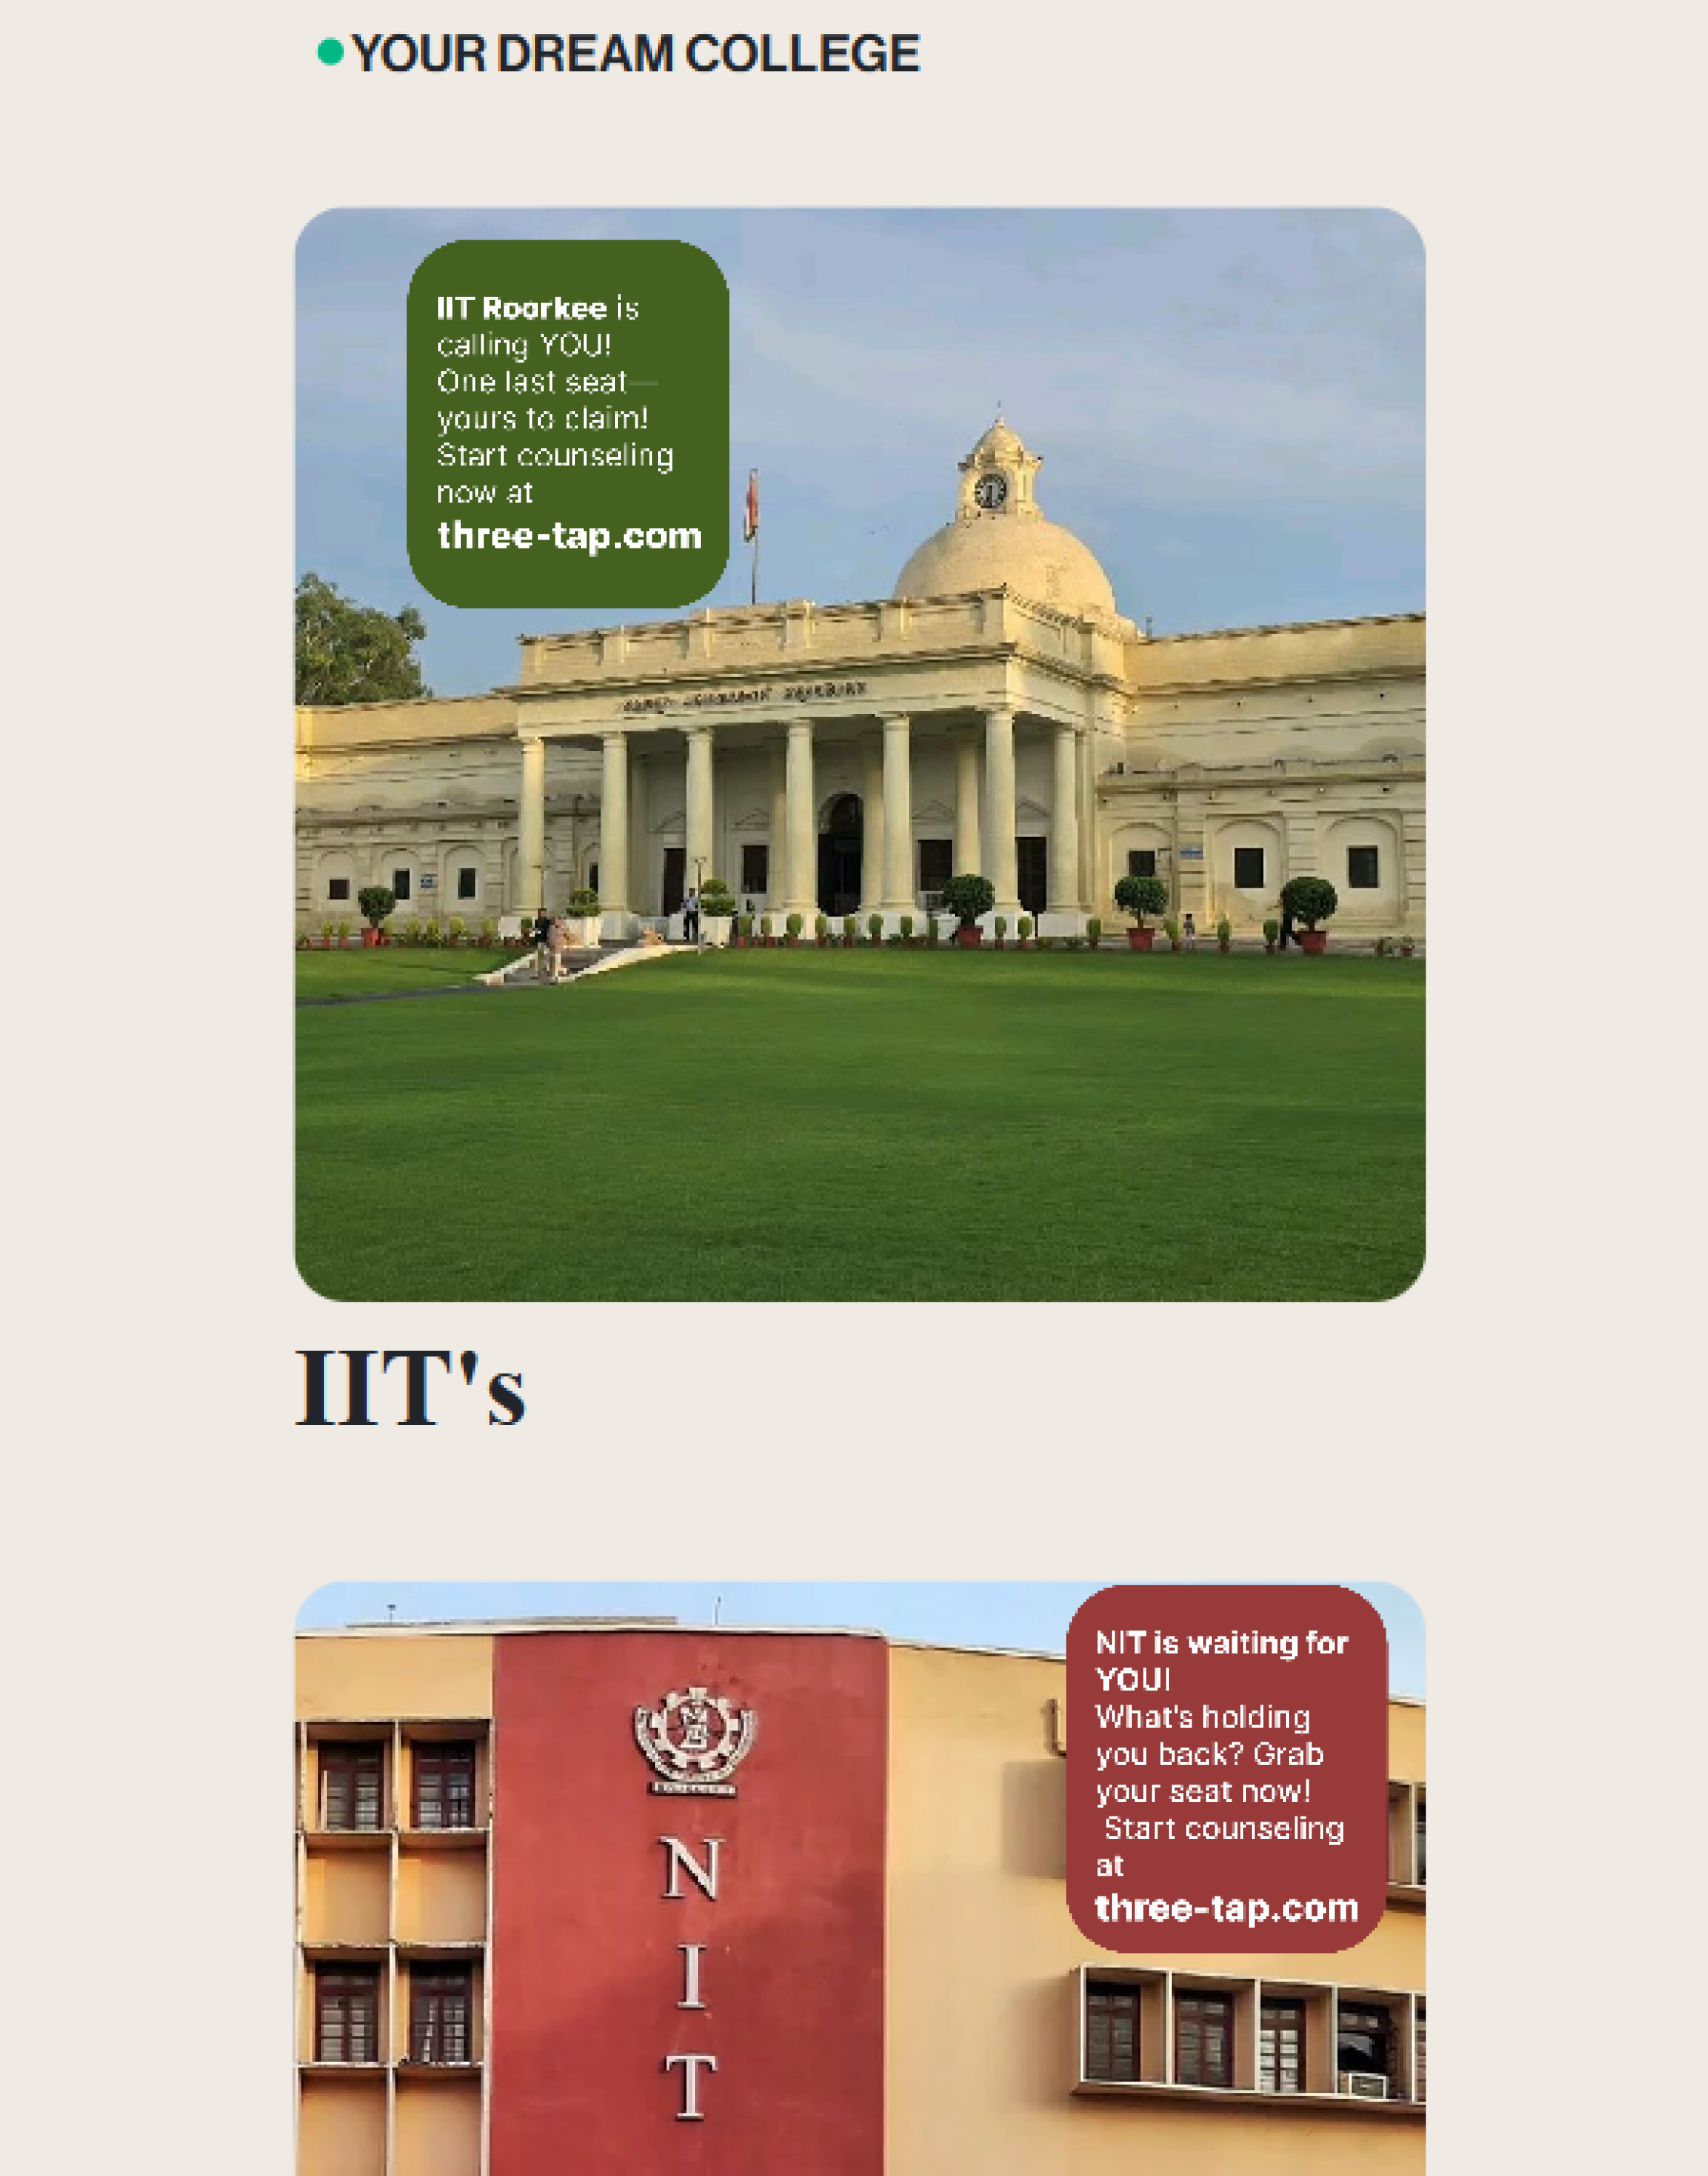 YOUR DREAM COLLEGE
IIT Roorkee is
calling YOU!
One last seat—
yours to claim!
Start counseling
now at
three-tap.com
IIT's
NIT is waiting for
YOU!
What's holding
you back? Grab
your seat now!
Start counseling
at
three-tap.com
N
I
T